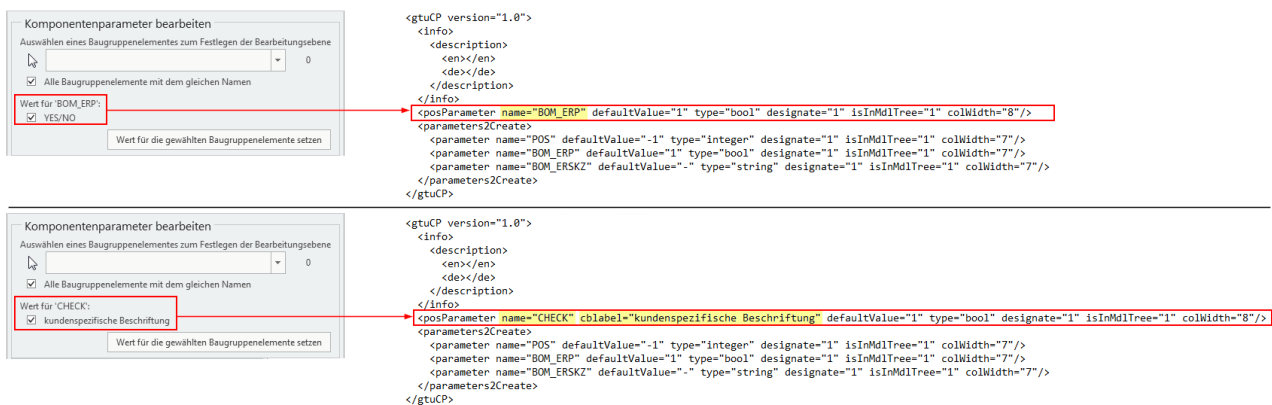 Komponentenparameter bearbeiten
Auswählen eines Baugruppenelementes zum Festlegen der Bearbeitungsebene
0
Alle Baugruppenelemente mit dem gleichen Namen
Wert für 'BOM_ERP':
YES/NO
Wert für die gewählten Baugruppenelemente setzen
<gtuCP version="1.0">
<info>
<description>
<en></en>
<de></de>
</description>
</info>
<posParameter name="BOM_ERP" defaultValue="1" type="bool" designate="1" isInMdlTree="1" colWidth="8"/>
<parameters2Create>
<parameter name="POS" defaultValue="-1" type="integer" designate="1" isInMdlTree="1" colWidth="7"/>
<parameter name="BOM_ERP" defaultValue="1" type="bool" designate="1" isInMdlTree="1" colWidth="7"/>
<parameter name="BOM_ERSKZ" defaultValue="-" type="string" designate="1" isInMdlTree="1" colWidth="7"/>
</parameters2Create>
</gtuCP>
Komponentenparameter bearbeiten
Auswählen eines Baugruppenelementes zum Festlegen der Bearbeitungsebene
0
Alle Baugruppenelemente mit dem gleichen Namen
Wert für 'CHECK':
kundenspezifische Beschriftung
Wert für die gewählten Baugruppenelemente setzen
<gtuCP version="1.0">
<info>
<description>
<en></en>
<de></de>
</description>
</info>
<posParameter name="CHECK" cblabel="kundenspezifische Beschriftung" defaultValue="1" type="bool" designate="1" isInMdlTree="1" colWidth="8"/>
<parameters2Create>
<parameter name="POS" defaultValue="-1" type="integer" designate="1" isInMdlTree="1" colWidth="7"/>
<parameter name="BOM_ERP" defaultValue="1" type="bool" designate="1" isInMdlTree="1" colWidth="7"/>
<parameter name="BOM_ERSKZ" defaultValue="-" type="string" designate="1" isInMdlTree="1" colWidth="7"/>
</parameters2Create>
</gtuCP>